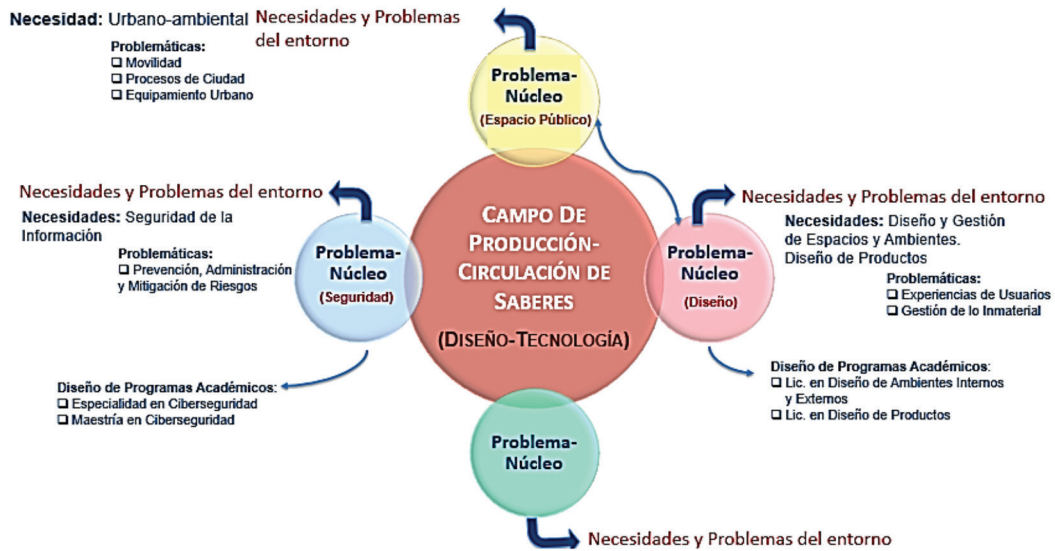 Necesidad: Urbano-ambiental
Necesidades y Problemas
del entorno
Problemáticas:
Movilidad
Procesos de Ciudad
Equipamiento Urbano
Problema-
Núcleo
(Espacio Público)
Necesidades y Problemas del entorno
Necesidades: Seguridad de la
Información
Problemáticas:
Prevención, Administración
y Mitigación de Riesgos
Problema-
Núcleo
(Seguridad)
Diseño de Programas Académicos:
Especialidad en Ciberseguridad
Maestría en Ciberseguridad
CAMPO DE
PRODUCCIÓN-
CIRCULACIÓN DE
SABERES
(DISEÑO-TECNOLOGÍA)
Problema-
Núcleo
(Diseño)
Necesidades y Problemas del entorno
Necesidades: Diseño y Gestión
de Espacios y Ambientes.
Diseño de Productos
Problemáticas:
Experiencias de Usuarios
Gestión de lo Inmaterial
Diseño de Programas Académicos:
Lic. en Diseño de Ambientes Internos
y Externos
Lic. en Diseño de Productos
Problema-
Núcleo
Necesidades y Problemas del entorno